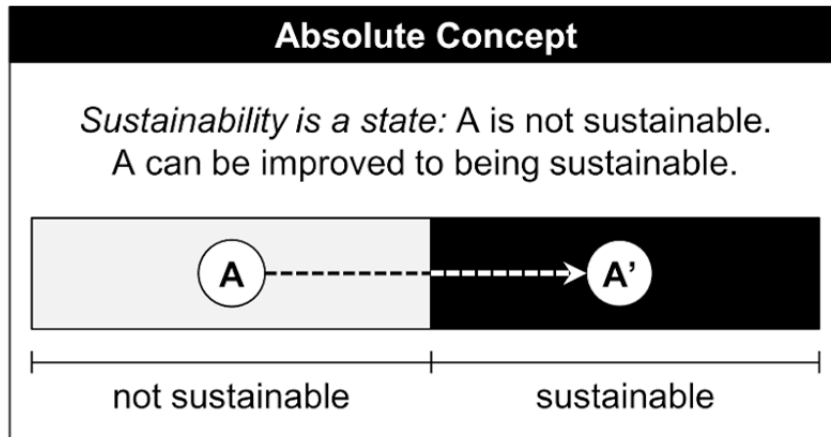 Absolute Concept
Sustainability is a state: A is not sustainable.
A can be improved to being sustainable.
A A’
not sustainable sustainable